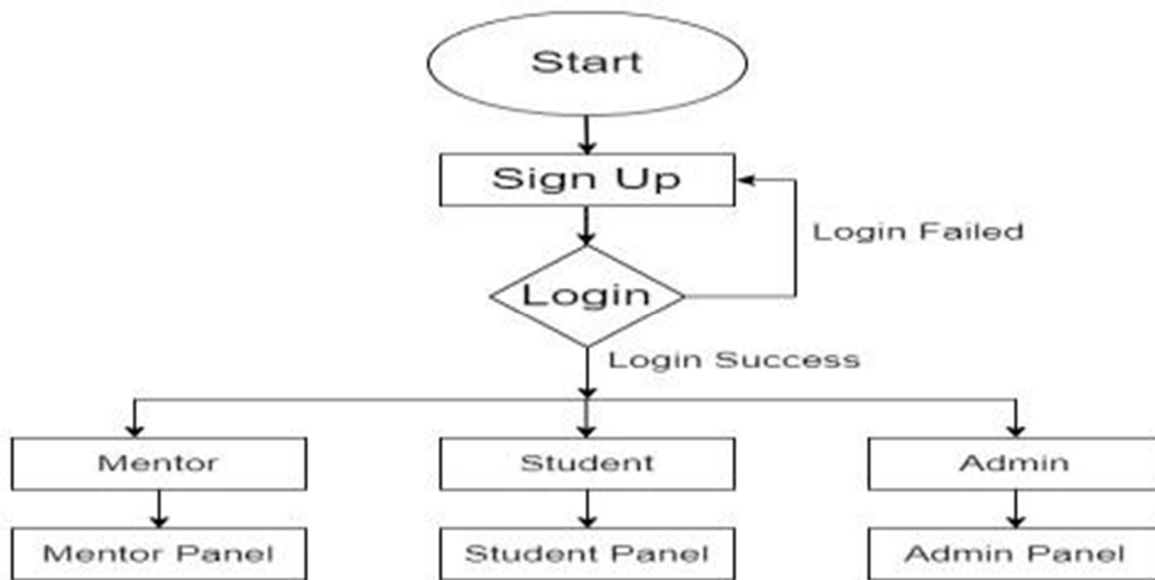 Start
Sign Up
Login Failed
Login
Login Success
Mentor
Student
Admin
Mentor Panel
Student Panel
Admin Panel